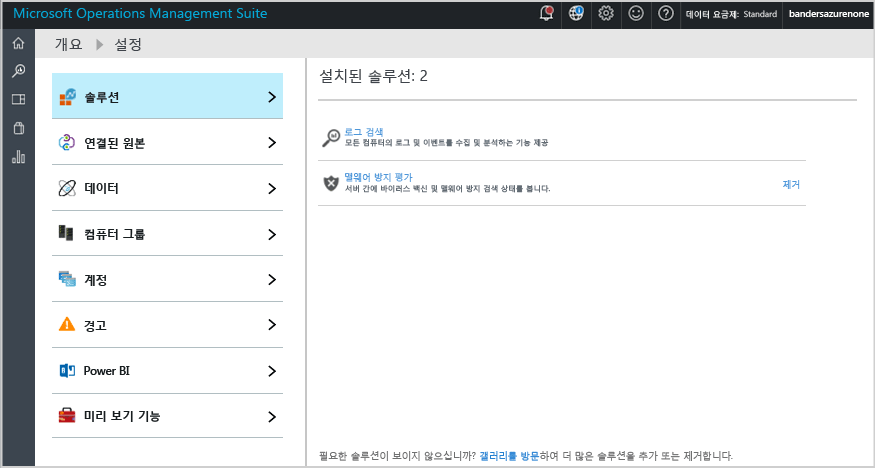 Microsoft Operations Management Suite
데이터 요금제: Standard
bandersazurenone
개요 설정
솔루션
연결된 원본
데이터
컴퓨터 그룹
계정
경고
Power BI
미리 보기 기능
설치된 솔루션: 2
로그 검색
모든 컴퓨터의 로그 및 이벤트를 수집 및 분석하는 기능 제공
맬웨어 방지 평가
서버 간에 바이러스 백신 및 맬웨어 방지 검색 상태를 봅니다.
제거
필요한 솔루션이 보이지 않으십니까? 갤러리를 방문하여 더 많은 솔루션을 추가 또는 제거합니다.